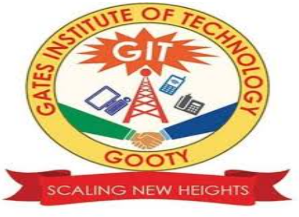 GATES INSTITUTE OF TECHNOLOGY
GIT
GOOTY
SCALING NEW HEIGHTS